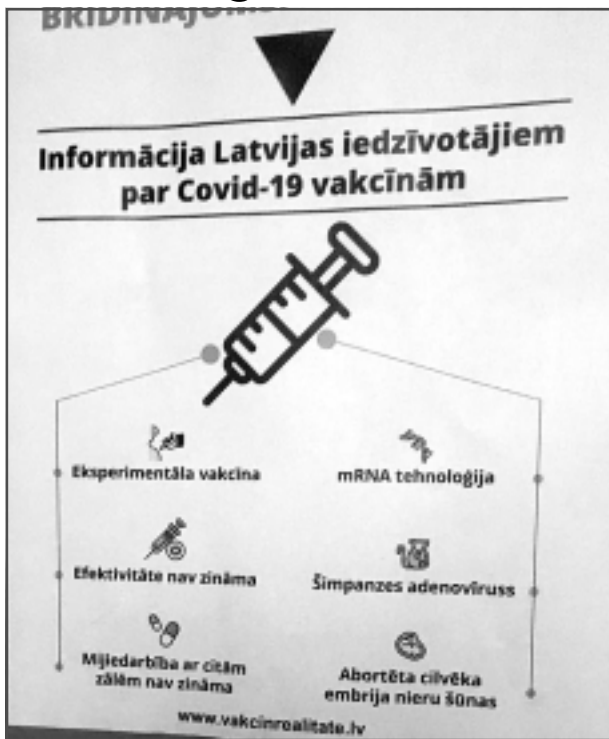 BRĪDINĀJUMS!
Informācija Latvijas iedzīvotājiem
par Covid-19 vakcīnām
Eksperimentāla vakcīna
mRNA tehnoloģija
Efektivitāte nav zināma
Šimpanzes adenovīruss
Mijiedarbība ar citām
zālēm nav zināma
Abortēta cilvēka
embrija nieru šūnas
www.vakcinrealitate.lv